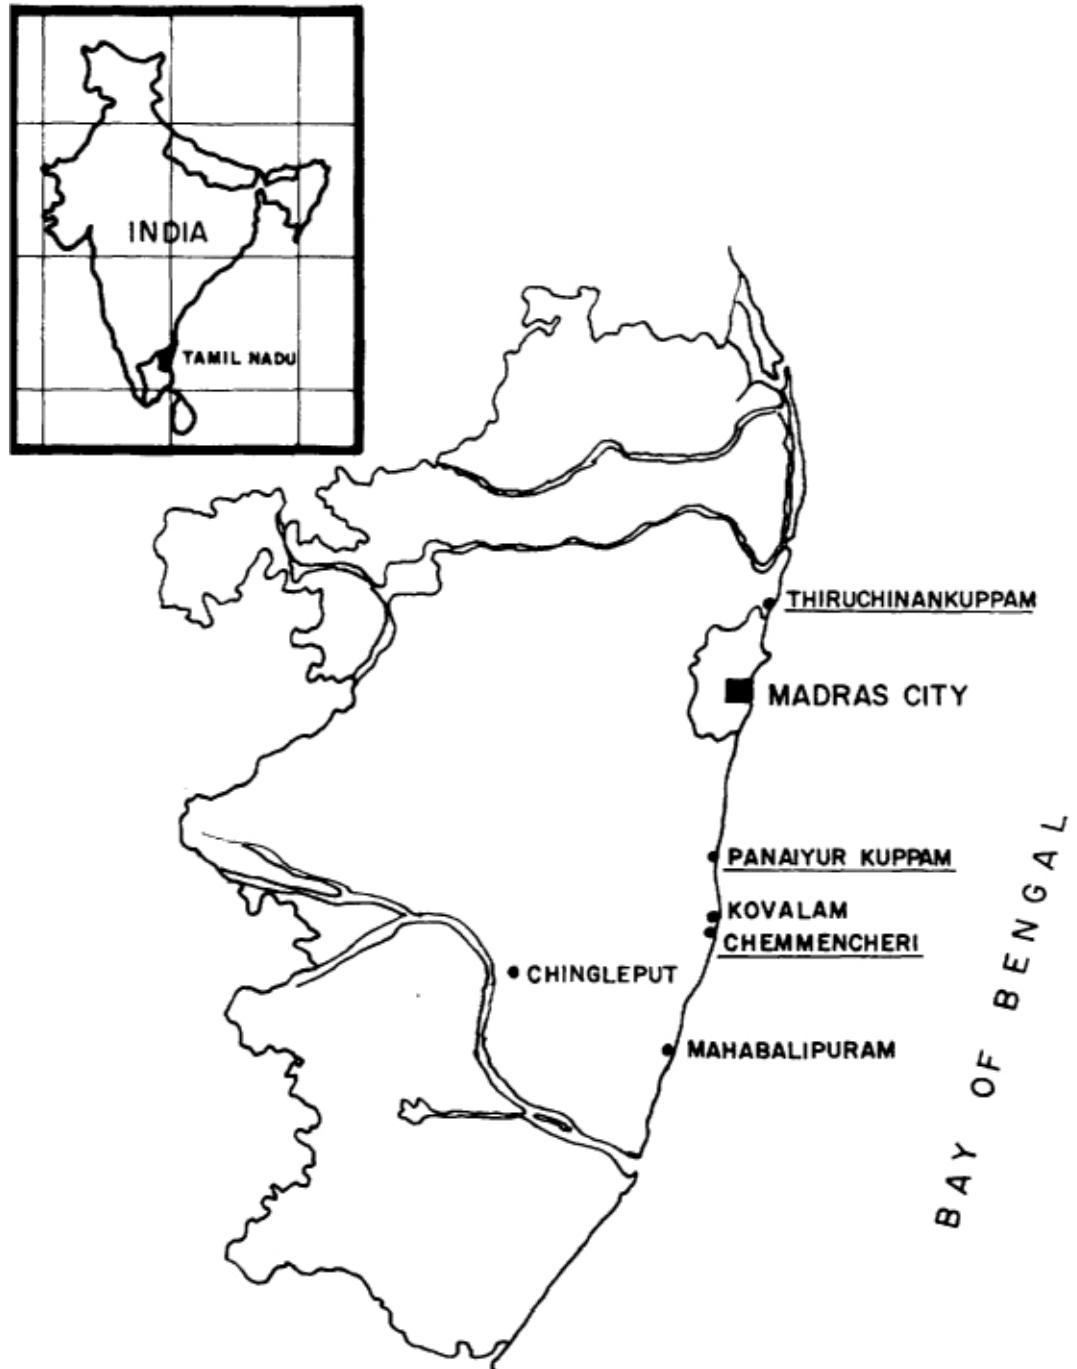 INDIA
TAMIL NADU
THIRUCHINANKUPPAM
MADRAS CITY
PANAIYUR KUPPAM
KOVALAM
CHEMMENCHERI
CHINGLEPUT
MAHABALIPURAM
BAY OF BENGAL